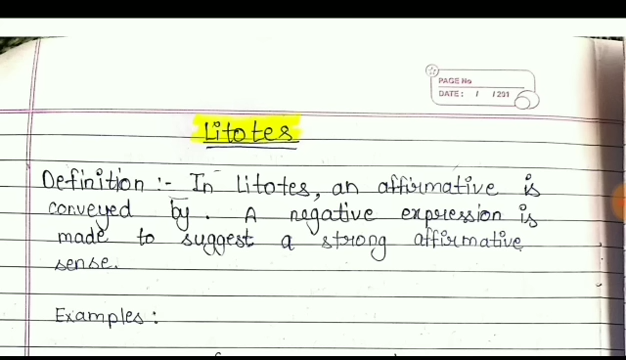 PAGE No
DATE : / /201
Litotes
Definition :- In litotes, an affirmative is
conveyed by. A negative expression is
made to suggest a strong affirmative
sense.
Examples :